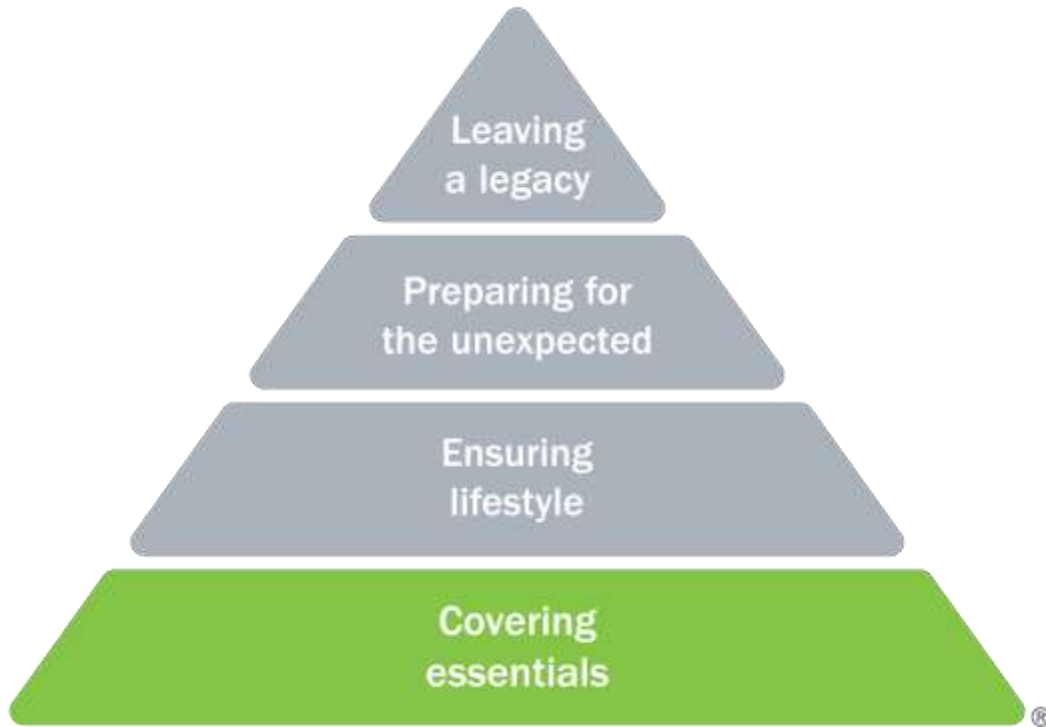 Leaving
a legacy
Preparing for
the unexpected
Ensuring
lifestyle
Covering
essentials
®